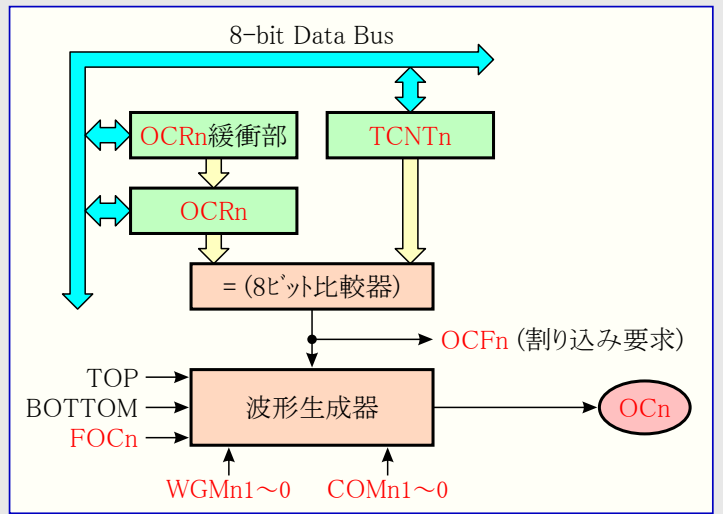 8-bit Data Bus
OCRn緩衝部
TCNTn
OCRn
= (8ﾋﾞｯﾄ比較器)
OCFn (割り込み要求)
TOP
BOTTOM
FOCn
波形生成器
OCn
WGMn1～0
COMn1～0